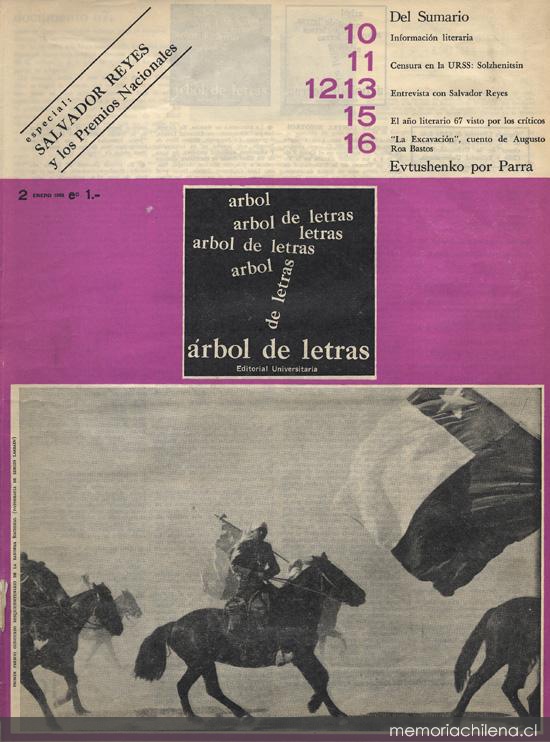 especial:
SALVADOR REYES
y los Premios Nacionales
Del Sumario
10 Información literaria
11 Censura en la URSS: Solzhenitsin
12.13 Entrevista con Salvador Reyes
15 El año literario 67 visto por los críticos
16 "La Excavación", cuento de Augusto
Roa Bastos
Evtushenko por Parra
2 ENERO 1968 Eº 1.-
arbol
arbol de letras
letras
arbol de letras
arbol
de letras
árbol de letras
Editorial Universitaria
memoriachilena.cl